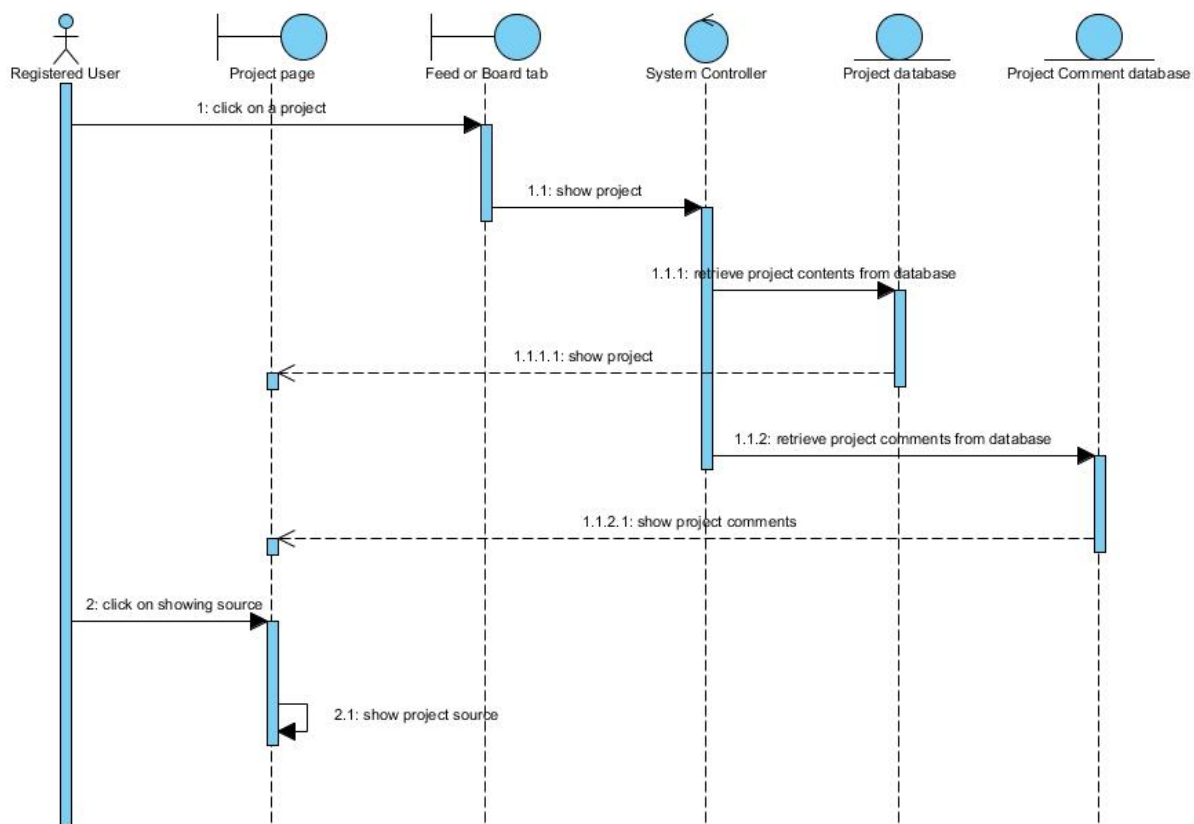 Registered User
Project page
Feed or Board tab
System Controller
Project database
Project Comment database
1: click on a project
1.1: show project
1.1.1: retrieve project contents from database
1.1.1.1: show project
1.1.2: retrieve project comments from database
1.1.2.1: show project comments
2: click on showing source
2.1: show project source